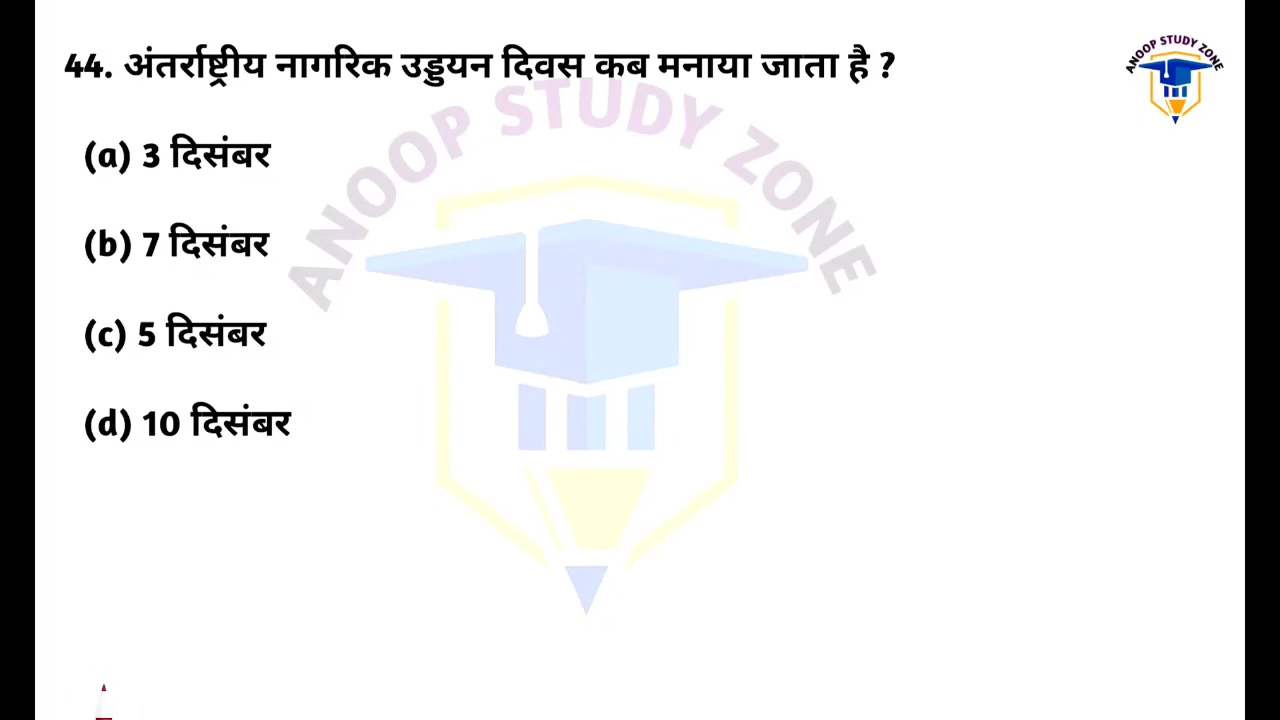 44. अंतर्राष्ट्रीय नागरिक उड्डयन दिवस कब मनाया जाता है ?
ANOOP STUDY ZONE
(a) 3 दिसंबर
ANOOP STUDY ZONE
(b) 7 दिसंबर
(c) 5 दिसंबर
(d) 10 दिसंबर